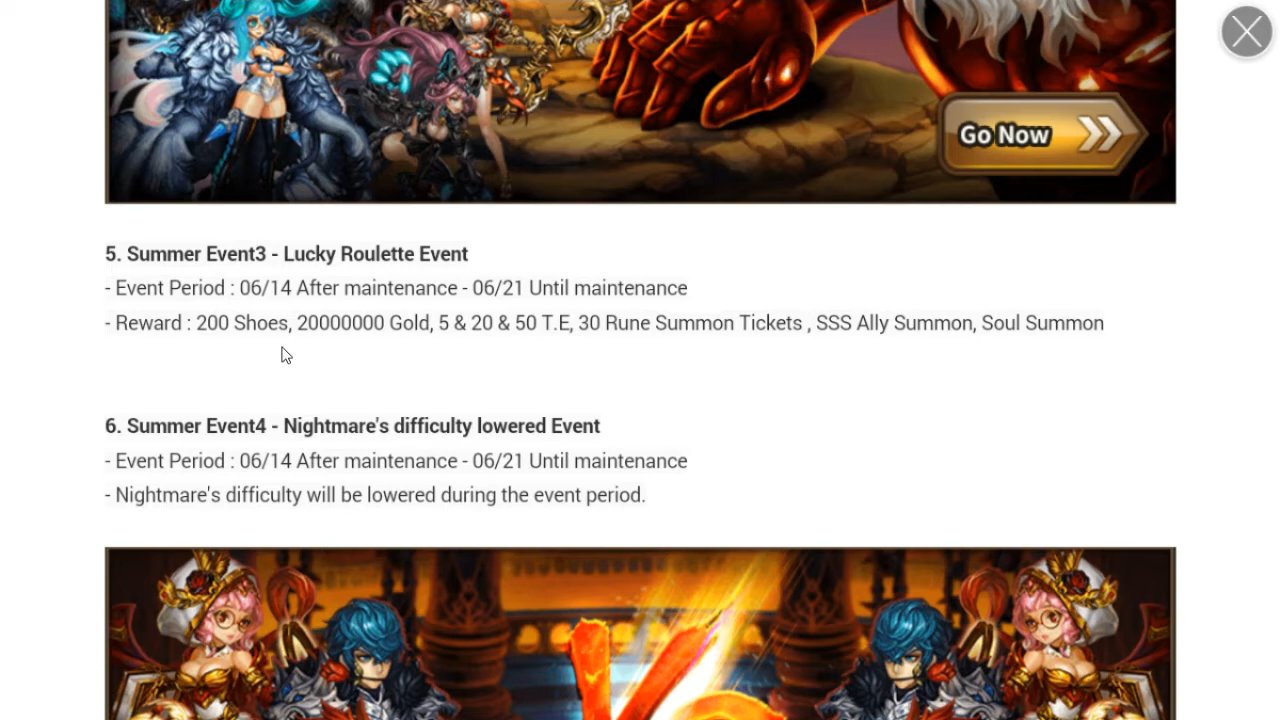 Go Now
5. Summer Event3 - Lucky Roulette Event
- Event Period : 06/14 After maintenance - 06/21 Until maintenance
- Reward : 200 Shoes, 20000000 Gold, 5 & 20 & 50 T.E, 30 Rune Summon Tickets , SSS Ally Summon, Soul Summon
6. Summer Event4 - Nightmare's difficulty lowered Event
- Event Period : 06/14 After maintenance - 06/21 Until maintenance
- Nightmare's difficulty will be lowered during the event period.